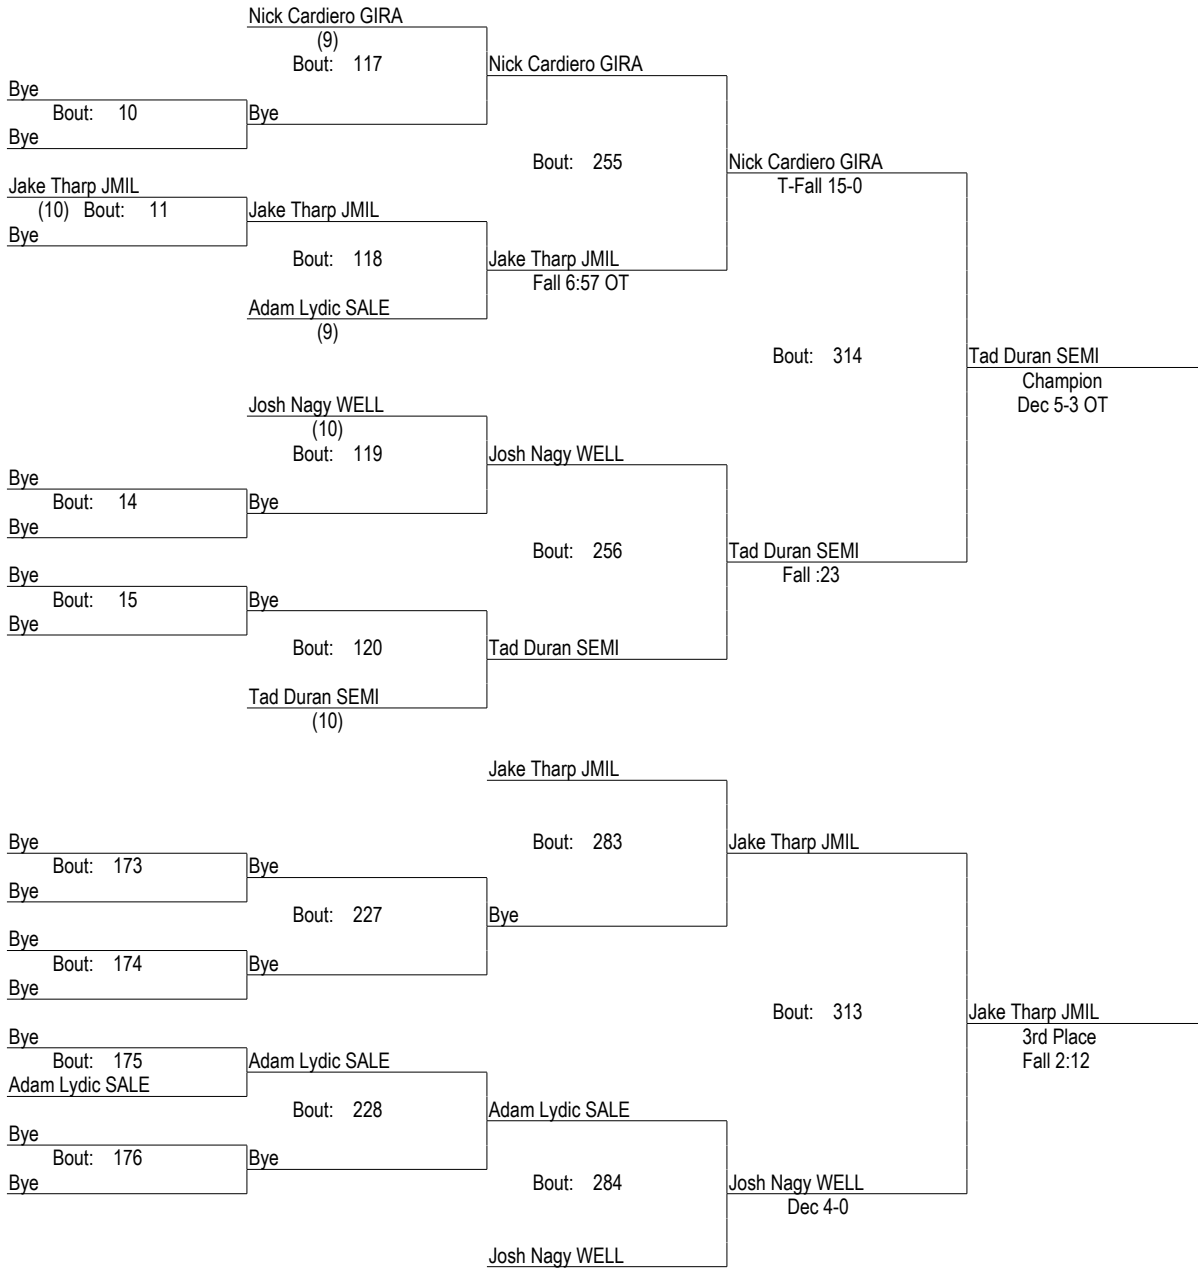 Nick Cardiero GIRA
(9)
Bout: 117
Nick Cardiero GIRA
Bye
Bout: 10
Bye
Bye
Bout: 255
Nick Cardiero GIRA
T-Fall 15-0
Jake Tharp JMIL
(10) Bout: 11
Jake Tharp JMIL
Bye
Bout: 118
Jake Tharp JMIL
Fall 6:57 OT
Adam Lydic SALE
(9)
Bout: 314
Tad Duran SEMI
Champion
Dec 5-3 OT
Josh Nagy WELL
(10)
Bout: 119
Josh Nagy WELL
Bye
Bout: 14
Bye
Bye
Bout: 256
Tad Duran SEMI
Fall :23
Bye
Bout: 15
Bye
Bye
Bout: 120
Tad Duran SEMI
Tad Duran SEMI
(10)
Jake Tharp JMIL
Bout: 283
Jake Tharp JMIL
Bye
Bout: 173
Bye
Bye
Bout: 227
Bye
Bye
Bout: 174
Bye
Bye
Bout: 313
Jake Tharp JMIL
3rd Place
Fall 2:12
Bye
Bout: 175
Adam Lydic SALE
Adam Lydic SALE
Bout: 228
Adam Lydic SALE
Bye
Bout: 176
Bye
Bye
Bout: 284
Josh Nagy WELL
Dec 4-0
Josh Nagy WELL